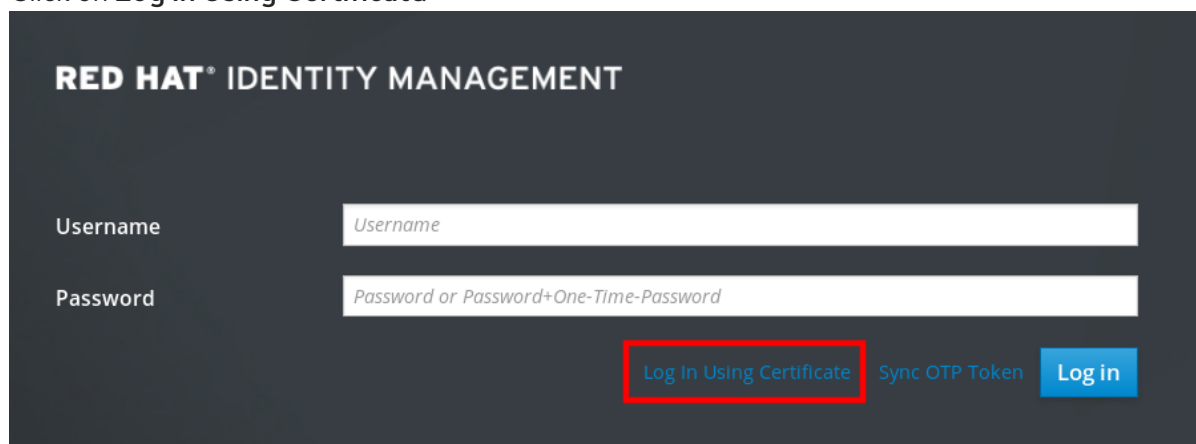 RED HAT® IDENTITY MANAGEMENT
Username Username
Password Password or Password+One-Time-Password
Log In Using Certificate Sync OTP Token Log in